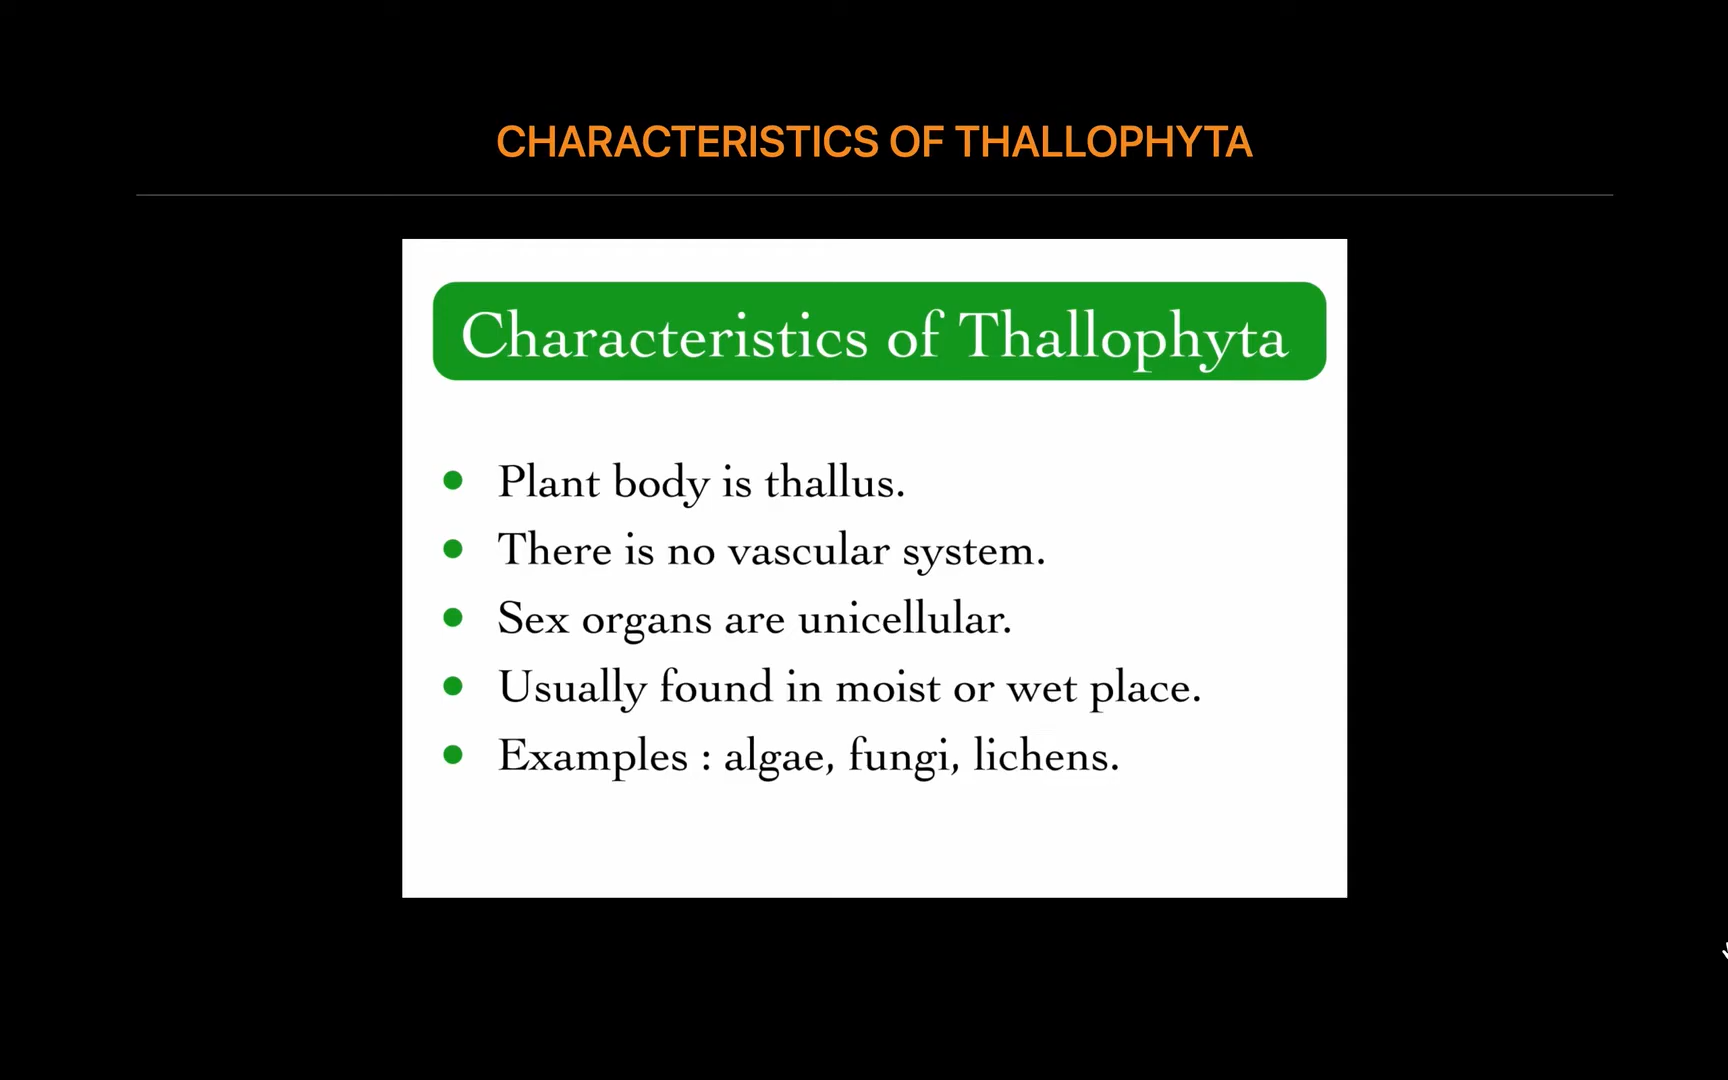 CHARACTERISTICS OF THALLOPHYTA
Characteristics of Thallophyta
• Plant body is thallus.
• There is no vascular system.
• Sex organs are unicellular.
• Usually found in moist or wet place.
• Examples : algae, fungi, lichens.